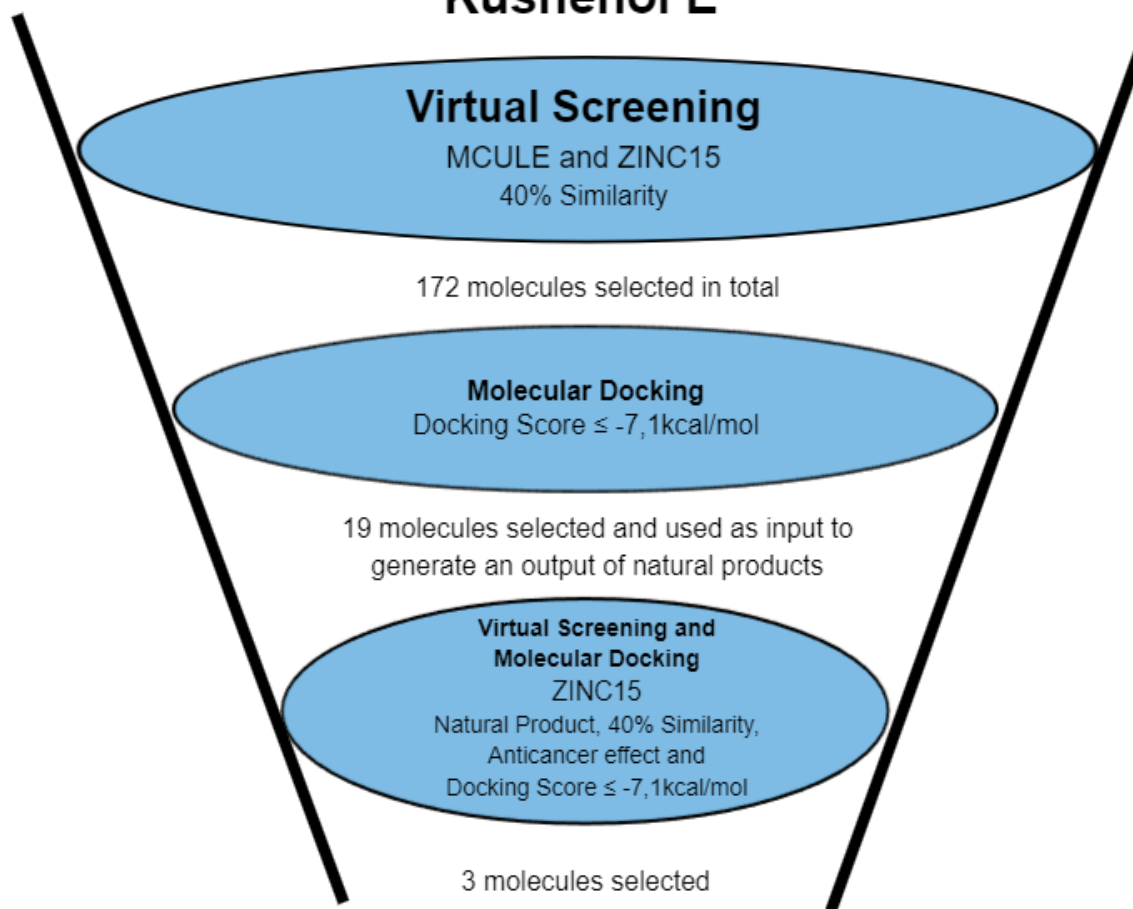 Kushenol E
Virtual Screening
MCULE and ZINC15
40% Similarity
172 molecules selected in total
Molecular Docking
Docking Score ≤ -7,1kcal/mol
19 molecules selected and used as input to
generate an output of natural products
Virtual Screening and
Molecular Docking
ZINC15
Natural Product, 40% Similarity,
Anticancer effect and
Docking Score ≤ -7,1kcal/mol
3 molecules selected